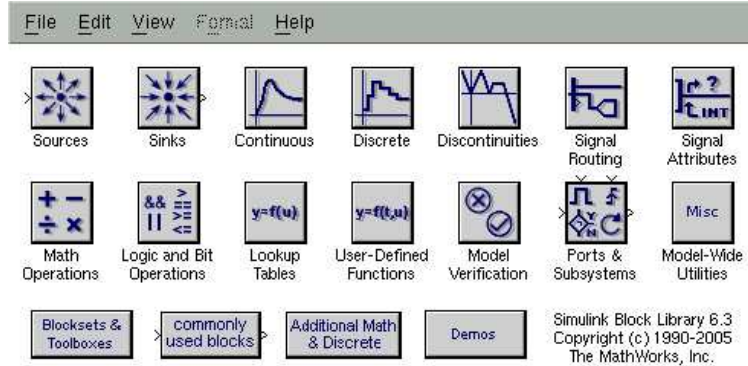 File Edit View Format Help
Sources Sinks Continuous Discrete Discontinuities Signal Routing Signal Attributes
? INT
&& == || > >= <=
y=f(u) y=f(t,u) Y N Misc
Math Operations Logic and Bit Operations Lookup Tables User-Defined Functions Model Verification Ports & Subsystems Model-Wide Utilities
Blocksets & Toolboxes
commonly used blocks
Additional Math & Discrete
Demos
Simulink Block Library 6.3
Copyright (c) 1990-2005
The MathWorks, Inc.